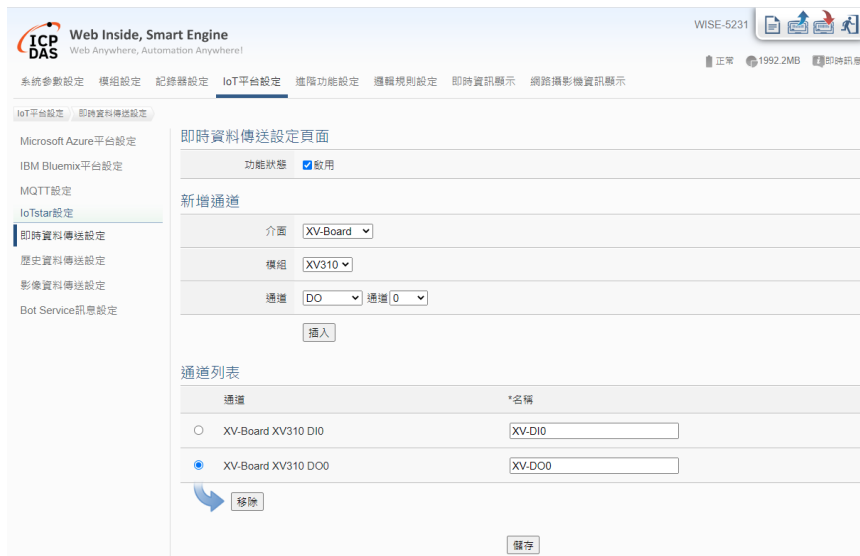 ICP DAS
Web Inside, Smart Engine
Web Anywhere, Automation Anywhere!
WISE-5231
正常 1992.2MB 即時訊息
系統參數設定 模組設定 記錄器設定 IoT平台設定 進階功能設定 邏輯規則設定 即時資訊顯示 網路攝影機資訊顯示
IoT平台設定 即時資料傳送設定
Microsoft Azure平台設定
IBM Bluemix平台設定
MQTT設定
IoTstar設定
即時資料傳送設定
歷史資料傳送設定
影像資料傳送設定
Bot Service訊息設定
即時資料傳送設定頁面
功能狀態 啟用
新增通道
介面 XV-Board
模組 XV310
通道 DO 通道 0
插入
通道列表
通道 *名稱
XV-Board XV310 DI0 XV-DI0
XV-Board XV310 DO0 XV-DO0
移除
儲存